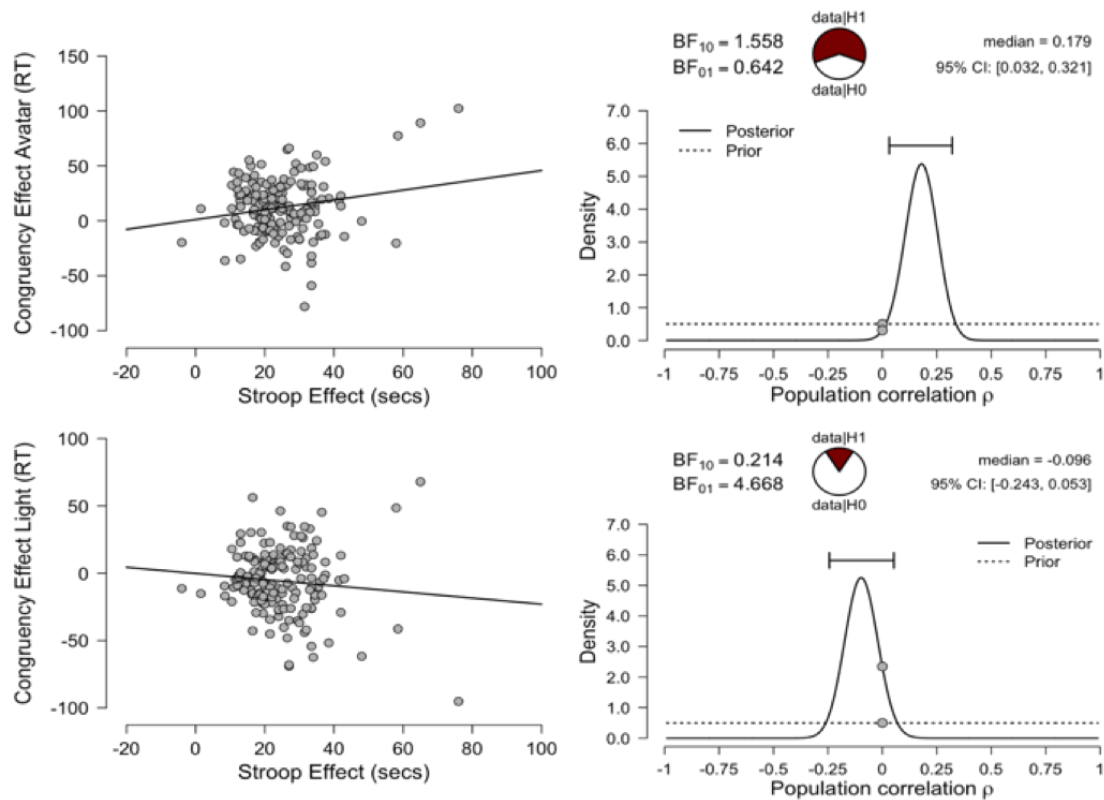 Congruency Effect Avatar (RT)
150
100
50
0
-50
-100
-20 0 20 40 60 80 100
Stroop Effect (secs)
BF10 = 1.558
BF01 = 0.642
data|H1
data|H0
median = 0.179
95% CI: [0.032, 0.321]
Density
7.0
6.0
5.0
4.0
3.0
2.0
1.0
0.0
Posterior
Prior
-1 -0.75 -0.5 -0.25 0 0.25 0.5 0.75 1
Population correlation ρ
Congruency Effect Light (RT)
100
50
0
-50
-100
-20 0 20 40 60 80 100
Stroop Effect (secs)
BF10 = 0.214
BF01 = 4.668
data|H1
data|H0
median = -0.096
95% CI: [-0.243, 0.053]
Density
7.0
6.0
5.0
4.0
3.0
2.0
1.0
0.0
Posterior
Prior
-1 -0.75 -0.5 -0.25 0 0.25 0.5 0.75 1
Population correlation ρ